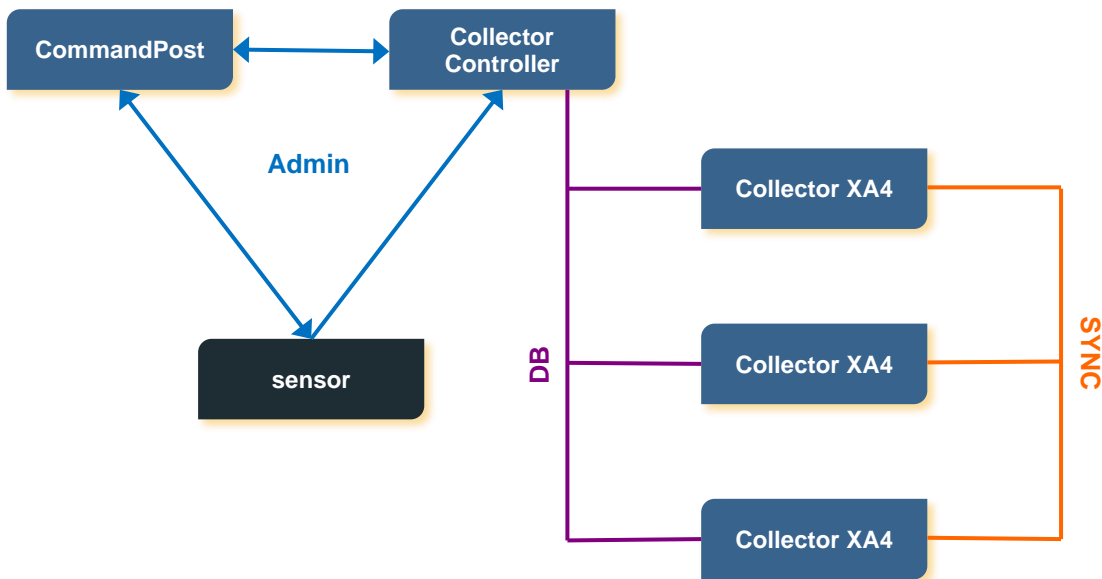 CommandPost
Collector
Controller
Admin
Collector XA4
sensor
DB
Collector XA4
SYNC
Collector XA4